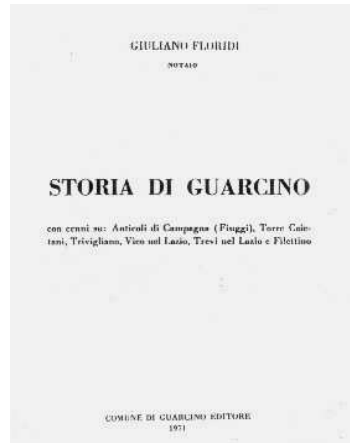 GIULIANO FLORIDI
NOTAIO
STORIA DI GUARCINO
con cenni su: Anticoli di Campagna (Fiuggi), Torre Caie-
tani, Trivigliano, Vico nel Lazio, Trevi nel Lazio e Filettino
COMUNE DI GUARCINO EDITORE
1971